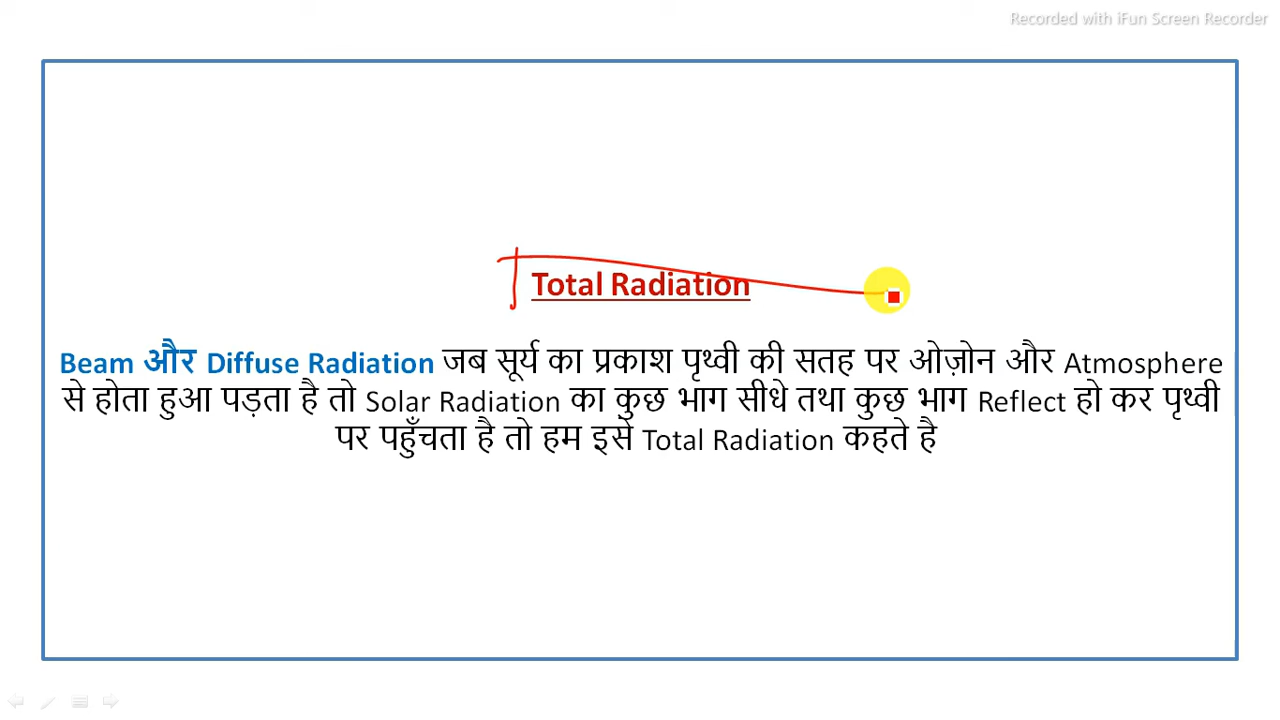 Recorded with iFun Screen Recorder
Total Radiation
Beam और Diffuse Radiation जब सूर्य का प्रकाश पृथ्वी की सतह पर ओज़ोन और Atmosphere
से होता हुआ पड़ता है तो Solar Radiation का कुछ भाग सीधे तथा कुछ भाग Reflect हो कर पृथ्वी
पर पहुँचता है तो हम इसे Total Radiation कहते है